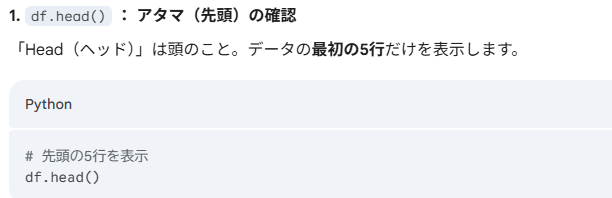 1. df.head() : アタマ（先頭）の確認
「Head（ヘッド）」は頭のこと。データの最初の5行だけを表示します。
Python
# 先頭の5行を表示
df.head()